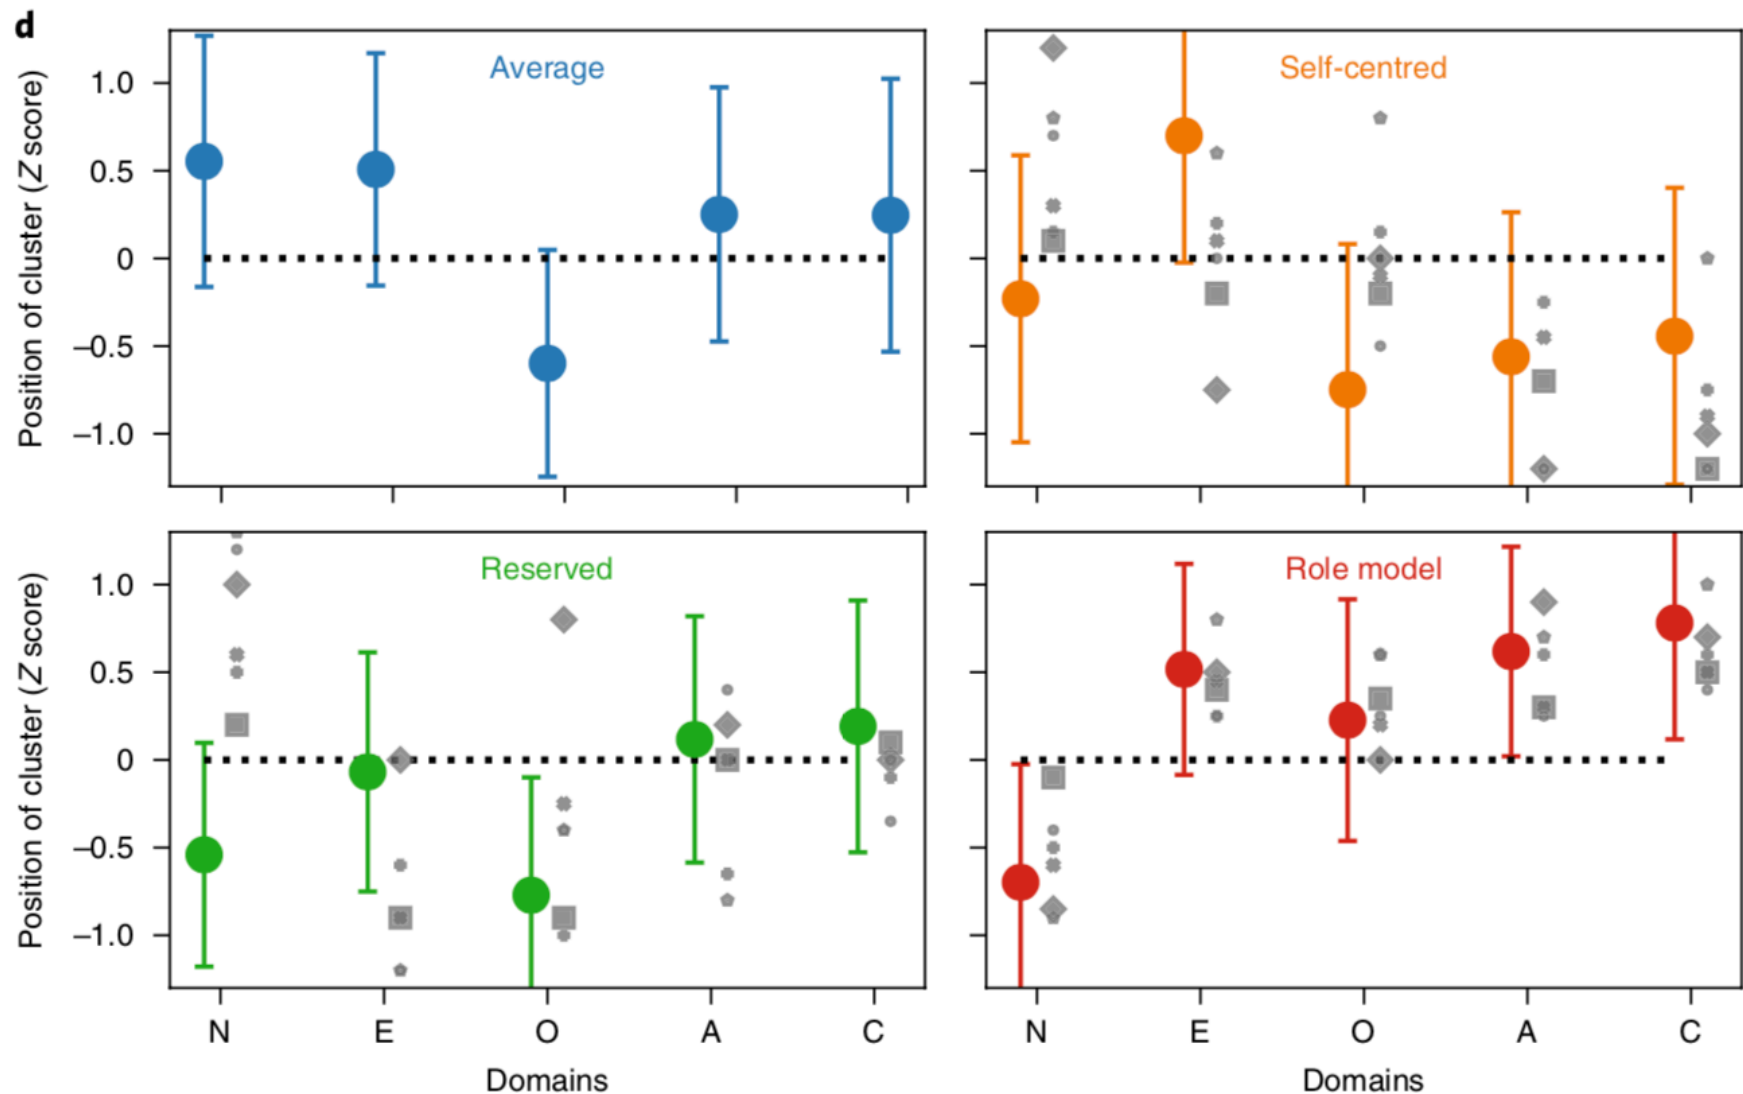 d
Average
Self-centred
Position of cluster (Z score)
1.0
0.5
0
–0.5
–1.0
Reserved
Role model
Position of cluster (Z score)
1.0
0.5
0
–0.5
–1.0
N E O A C
N E O A C
Domains
Domains